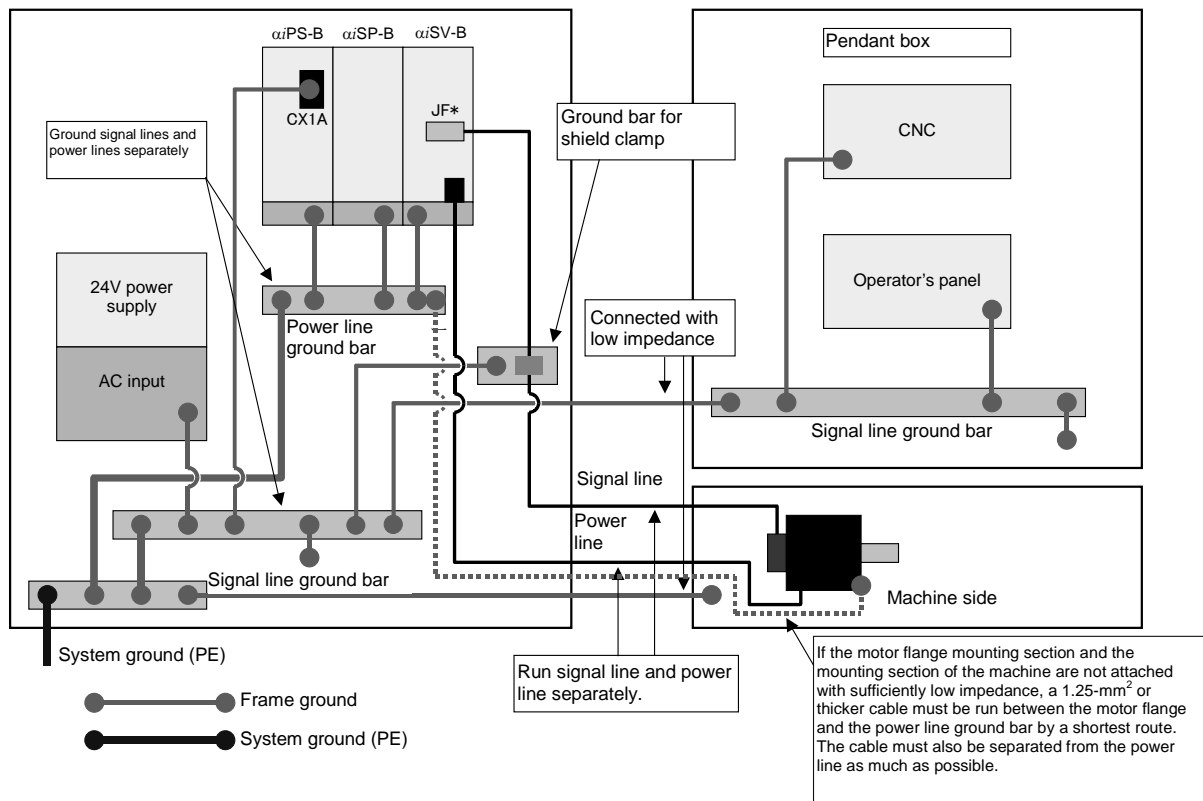 αiPS-B αiSP-B αiSV-B
CX1A
JF*
Ground signal lines and
power lines separately
Ground bar for
shield clamp
Pendant box
CNC
Operator's panel
24V power
supply
AC input
Power line
ground bar
Connected with
low impedance
Signal line ground bar
Signal line
Power
line
Signal line ground bar
Machine side
System ground (PE)
Run signal line and power
line separately.
Frame ground
System ground (PE)
If the motor flange mounting section and the
mounting section of the machine are not attached
with sufficiently low impedance, a 1.25-mm² or
thicker cable must be run between the motor flange
and the power line ground bar by a shortest route.
The cable must also be separated from the power
line as much as possible.